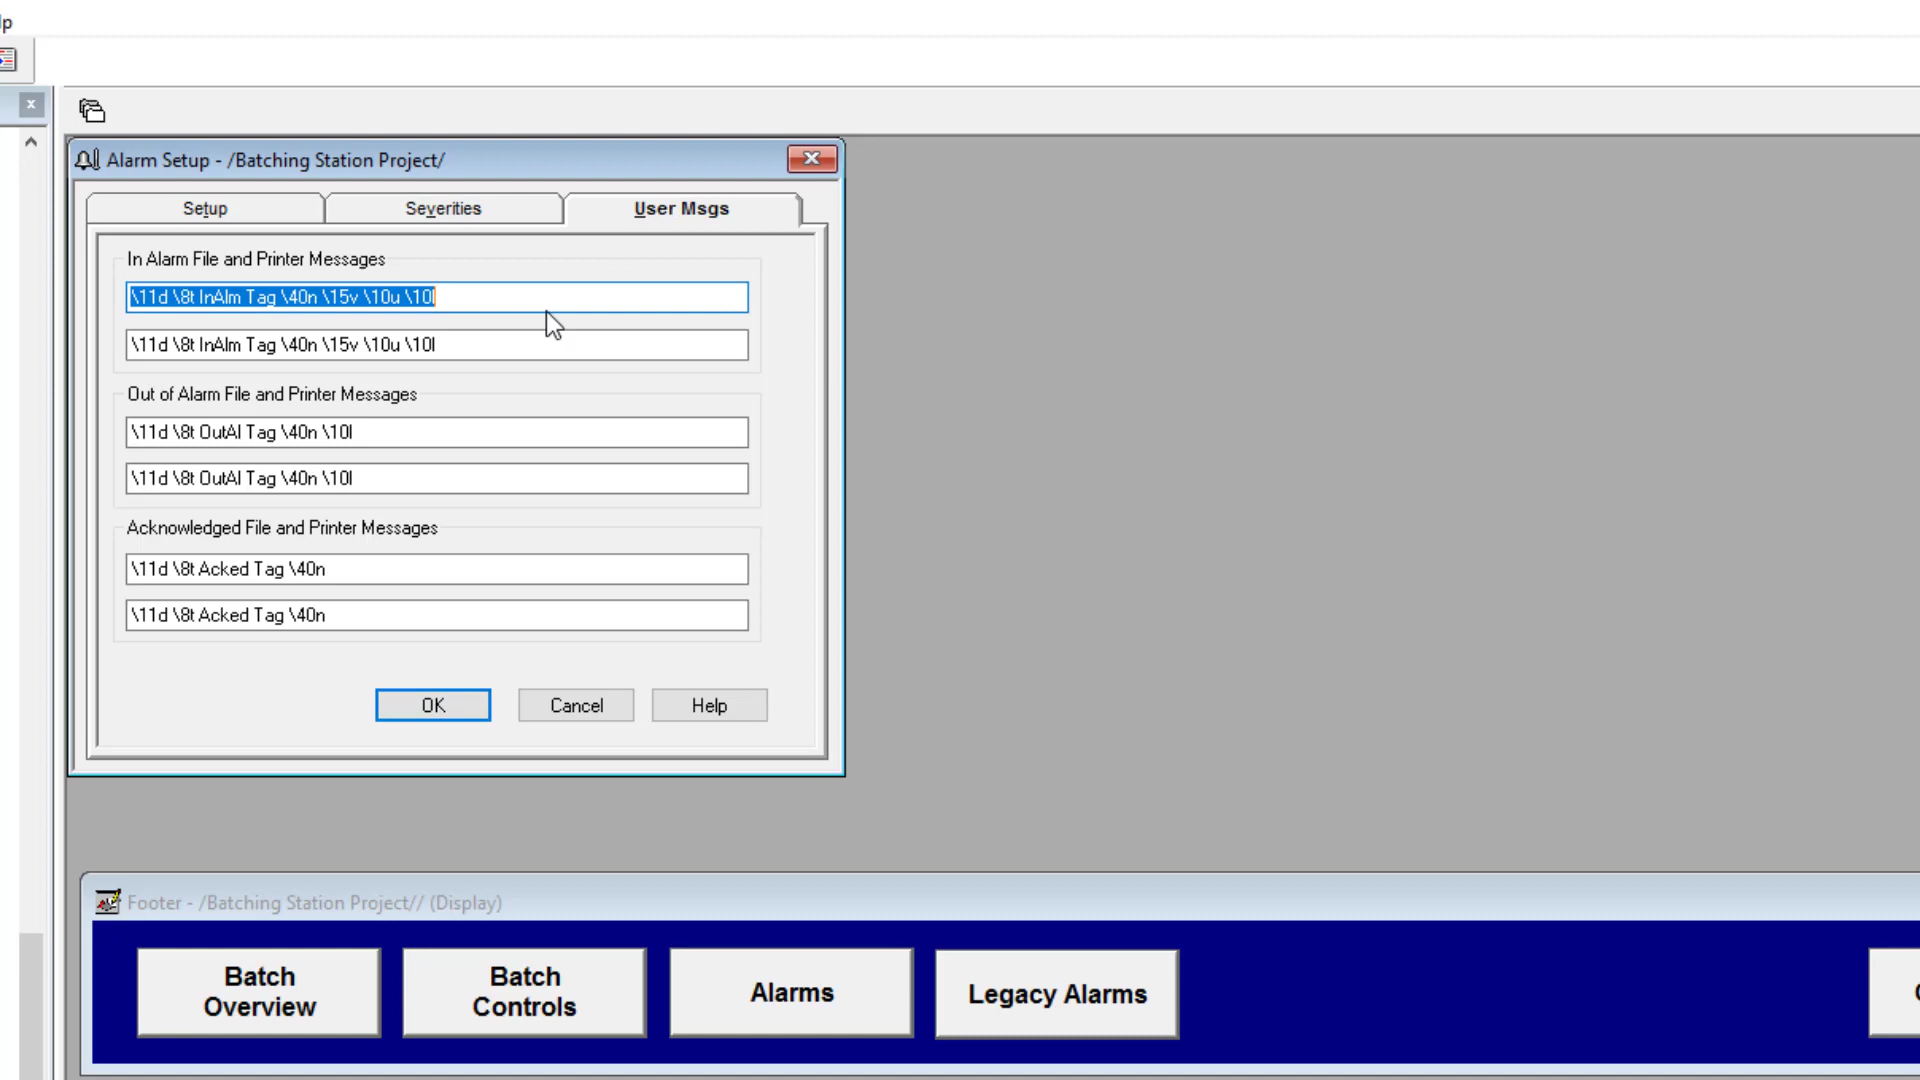 Alarm Setup - /Batching Station Project/
Setup Severities User Msgs
In Alarm File and Printer Messages
\11d \8t InAlm Tag \40n \15v \10u \10l
\11d \8t InAlm Tag \40n \15v \10u \10l
Out of Alarm File and Printer Messages
\11d \8t OutAl Tag \40n \10l
\11d \8t OutAl Tag \40n \10l
Acknowledged File and Printer Messages
\11d \8t Acked Tag \40n
\11d \8t Acked Tag \40n
OK Cancel Help
Footer - /Batching Station Project// (Display)
Batch
Overview
Batch
Controls
Alarms
Legacy Alarms